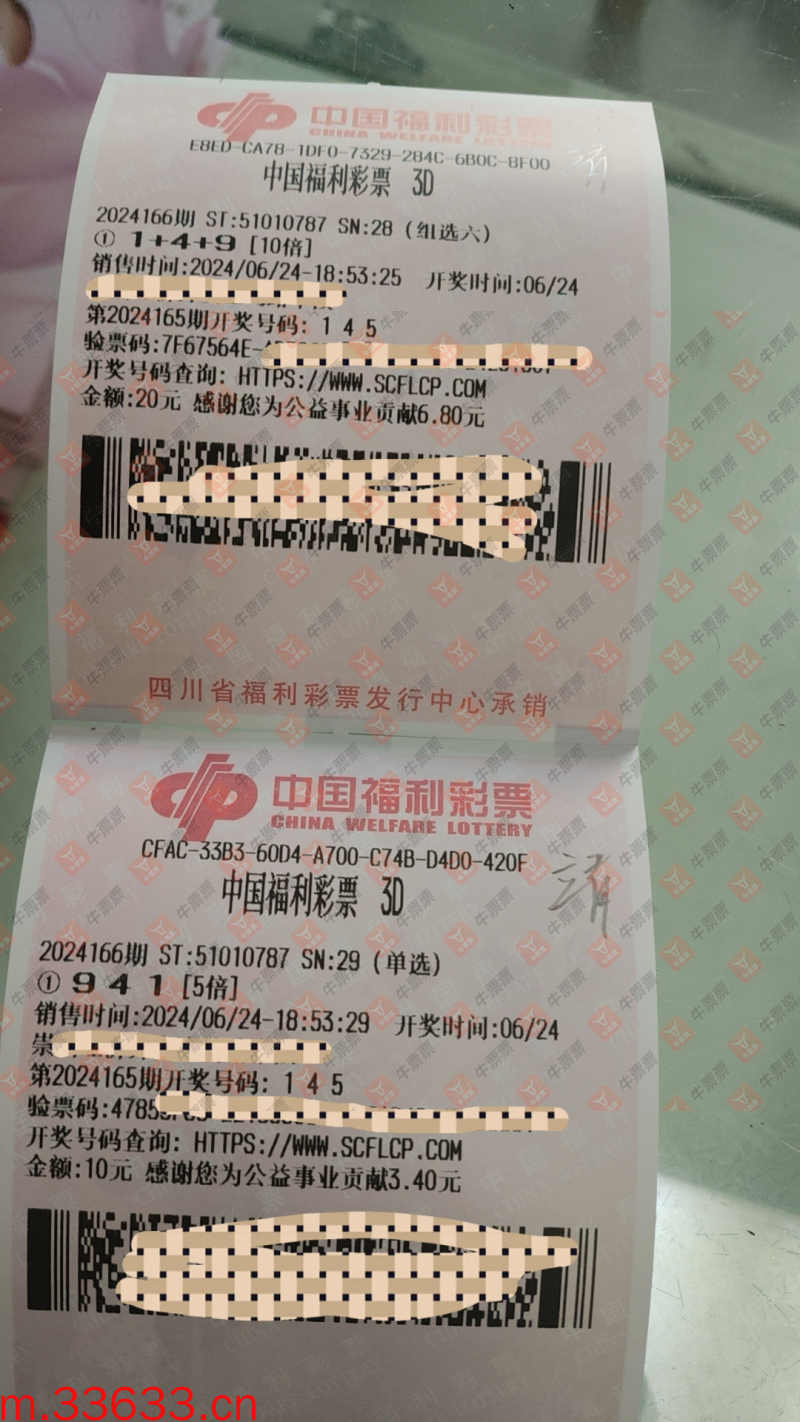 中国福利彩票
CHINA WELFARE LOTTERY
E8ED-CA78-1DF0-7329-284C-6B0C-8F00
中国福利彩票 3D
2024166期 ST:51010787 SN:28 (组选六)
① 1+4+9 [10倍]
销售时间:2024/06/24-18:53:25 开奖时间:06/24
第2024165期开奖号码: 1 4 5
验票码:7F67564E-
开奖号码查询: HTTPS://WWW.SCFLCP.COM
金额:20元 感谢您为公益事业贡献6.80元
四川省福利彩票发行中心承销
中国福利彩票
CHINA WELFARE LOTTERY
CFAC-33B3-60D4-A700-C74B-D4D0-420F
中国福利彩票 3D
2024166期 ST:51010787 SN:29 (单选)
① 9 4 1 [5倍]
销售时间:2024/06/24-18:53:29 开奖时间:06/24
崇
第2024165期开奖号码: 1 4 5
验票码:4785
开奖号码查询: HTTPS://WWW.SCFLCP.COM
金额:10元 感谢您为公益事业贡献3.40元
m.33633.cn
牛票票